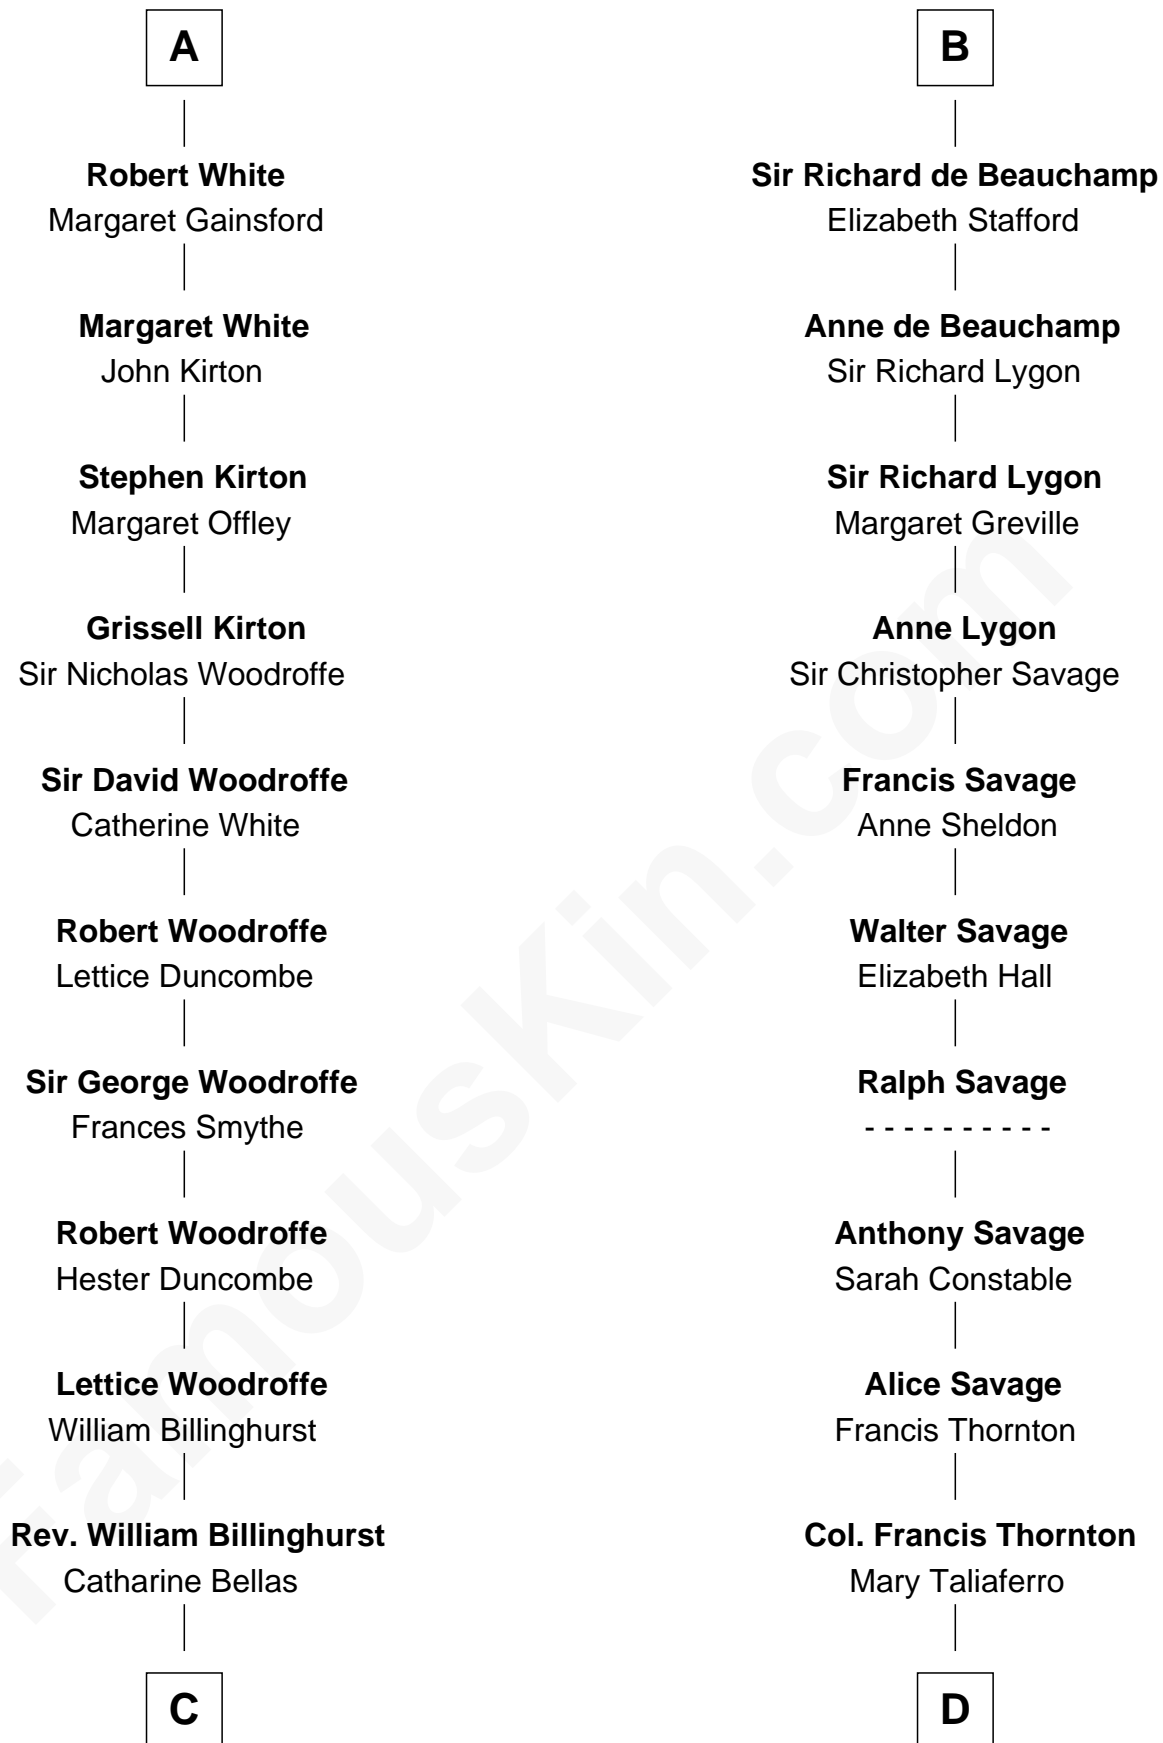 A
Robert White
Margaret Gainsford
Margaret White
John Kirton
Stephen Kirton
Margaret Offley
Grissell Kirton
Sir Nicholas Woodroffe
Sir David Woodroffe
Catherine White
Robert Woodroffe
Lettice Duncombe
Sir George Woodroffe
Frances Smythe
Robert Woodroffe
Hester Duncombe
Lettice Woodroffe
William Billinghurst
Rev. William Billinghurst
Catharine Bellas
C
B
Sir Richard de Beauchamp
Elizabeth Stafford
Anne de Beauchamp
Sir Richard Lygon
Sir Richard Lygon
Margaret Greville
Anne Lygon
Sir Christopher Savage
Francis Savage
Anne Sheldon
Walter Savage
Elizabeth Hall
Ralph Savage
- - - - - - - - - -
Anthony Savage
Sarah Constable
Alice Savage
Francis Thornton
Col. Francis Thornton
Mary Taliaferro
D
FamousKin.com